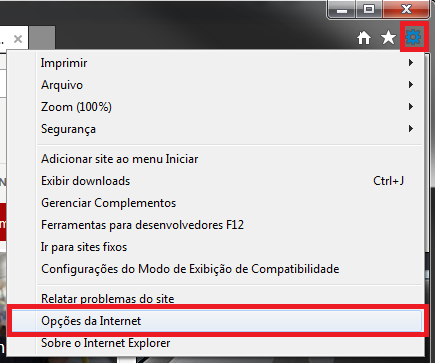 Imprimir
Arquivo
Zoom (100%)
Segurança
Adicionar site ao menu Iniciar
Exibir downloads Ctrl+J
Gerenciar Complementos
Ferramentas para desenvolvedores F12
Ir para sites fixos
Configurações do Modo de Exibição de Compatibilidade
Relatar problemas do site
Opções da Internet
Sobre o Internet Explorer